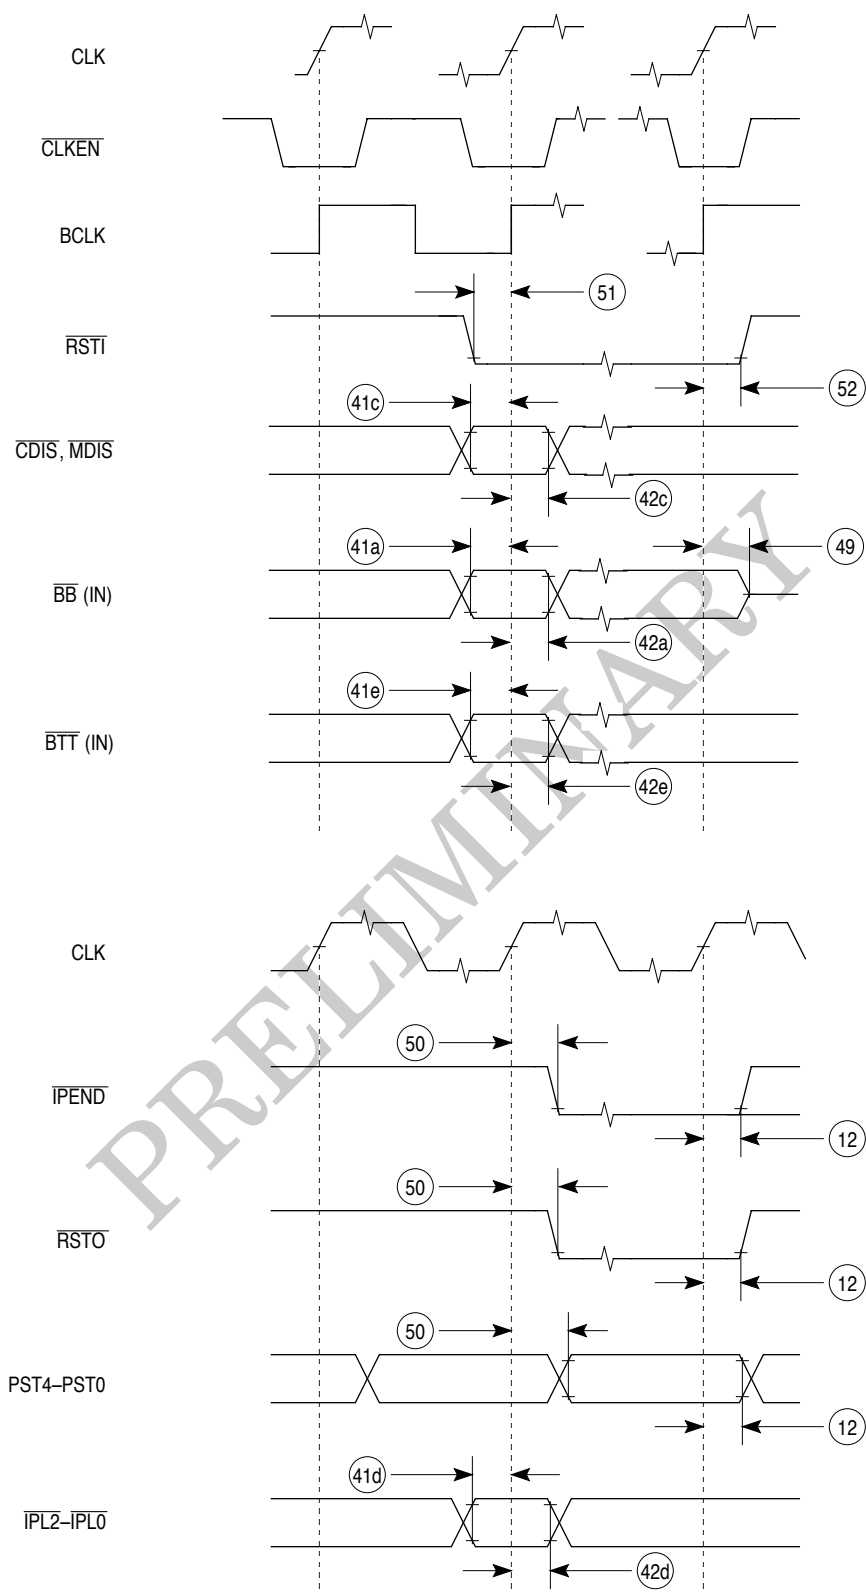 CLK
CLKEN
BCLK
51
RSTI
52
41c
CDIS, MDIS
42c
41a
49
BB (IN)
42a
41e
BTT (IN)
42e
PRELIMINARY
CLK
50
IPEND
12
50
RSTO
12
50
PST4–PST0
12
41d
IPL2–IPL0
42d